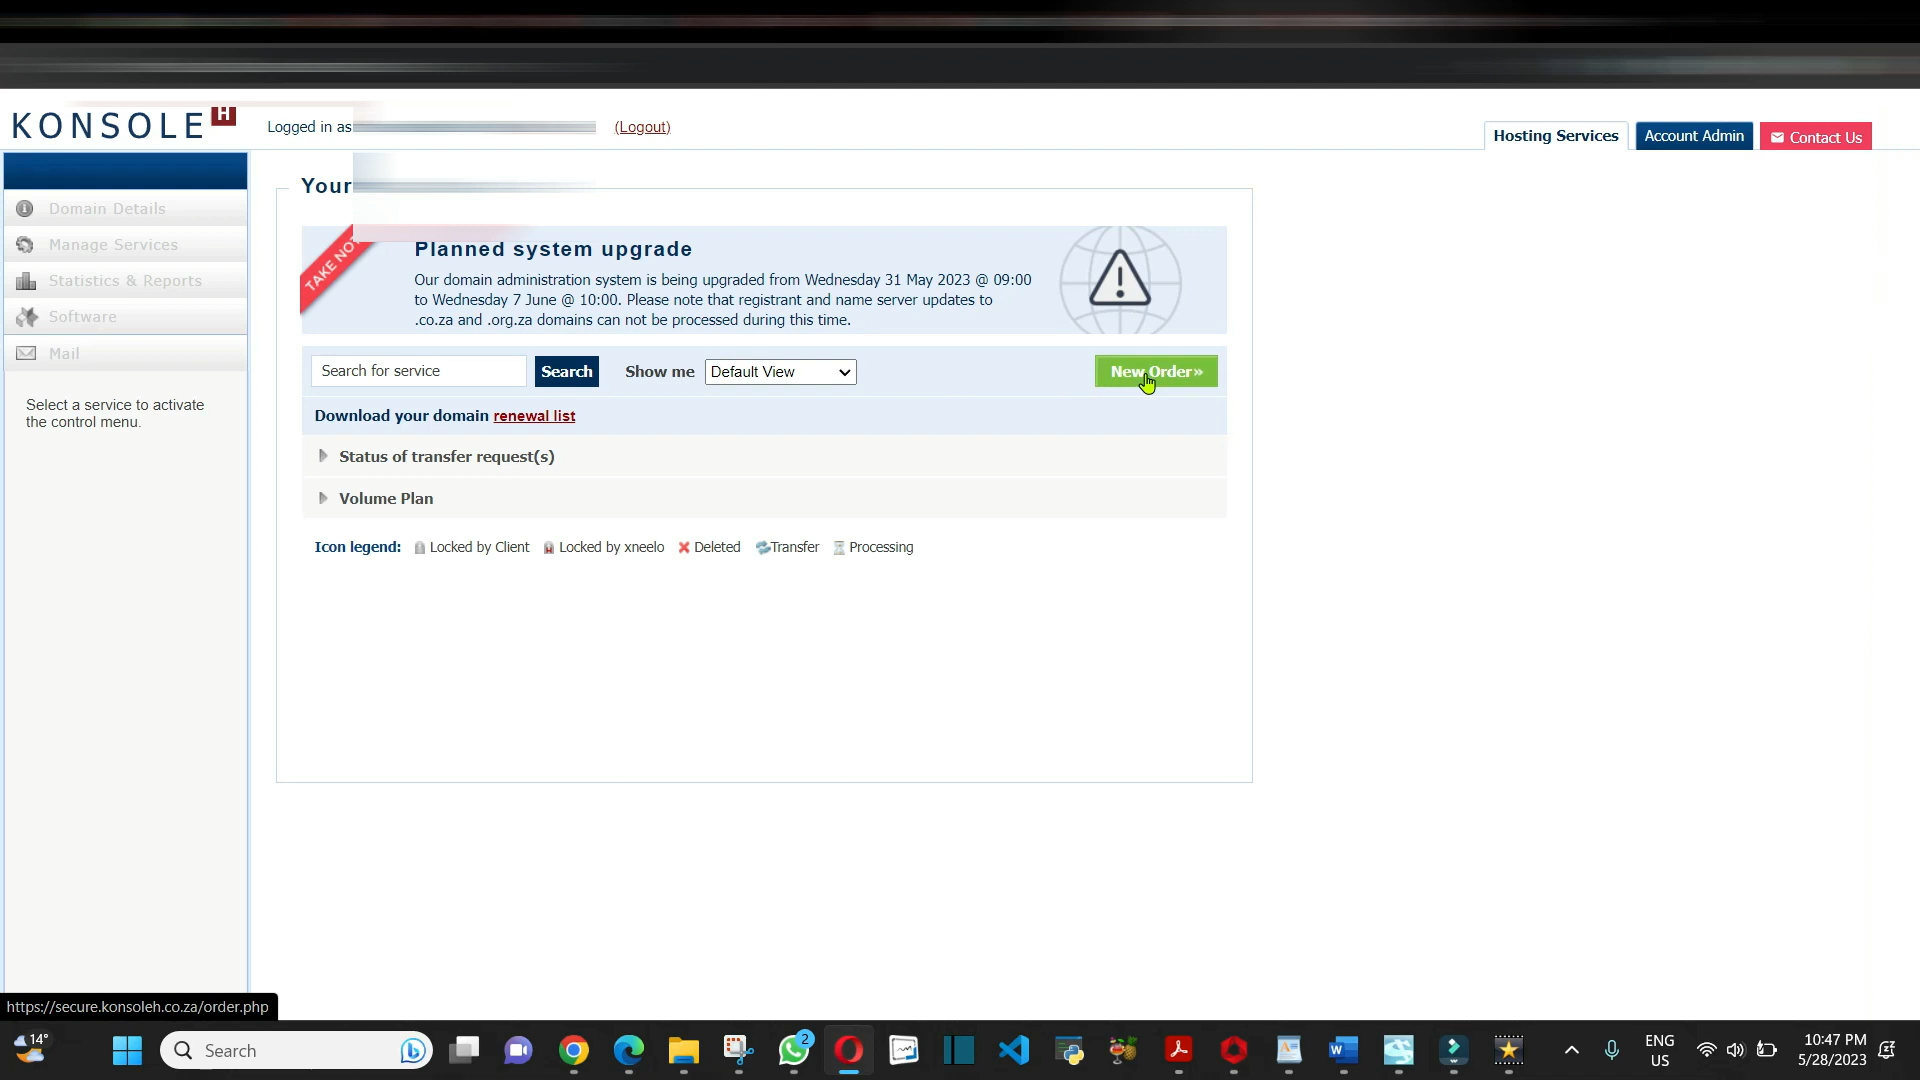 KONSOLE H
Logged in as
(Logout)
Hosting Services
Account Admin
Contact Us
Domain Details
Manage Services
Statistics & Reports
Software
Mail
Select a service to activate
the control menu.
Your
TAKE NOT
Planned system upgrade
Our domain administration system is being upgraded from Wednesday 31 May 2023 @ 09:00
to Wednesday 7 June @ 10:00. Please note that registrant and name server updates to
.co.za and .org.za domains can not be processed during this time.
Search for service
Search
Show me
Default View
New Order»
Download your domain renewal list
Status of transfer request(s)
Volume Plan
Icon legend: Locked by Client Locked by xneelo Deleted Transfer Processing
https://secure.konsoleh.co.za/order.php
14°
Search
2
ENG
US
10:47 PM
5/28/2023